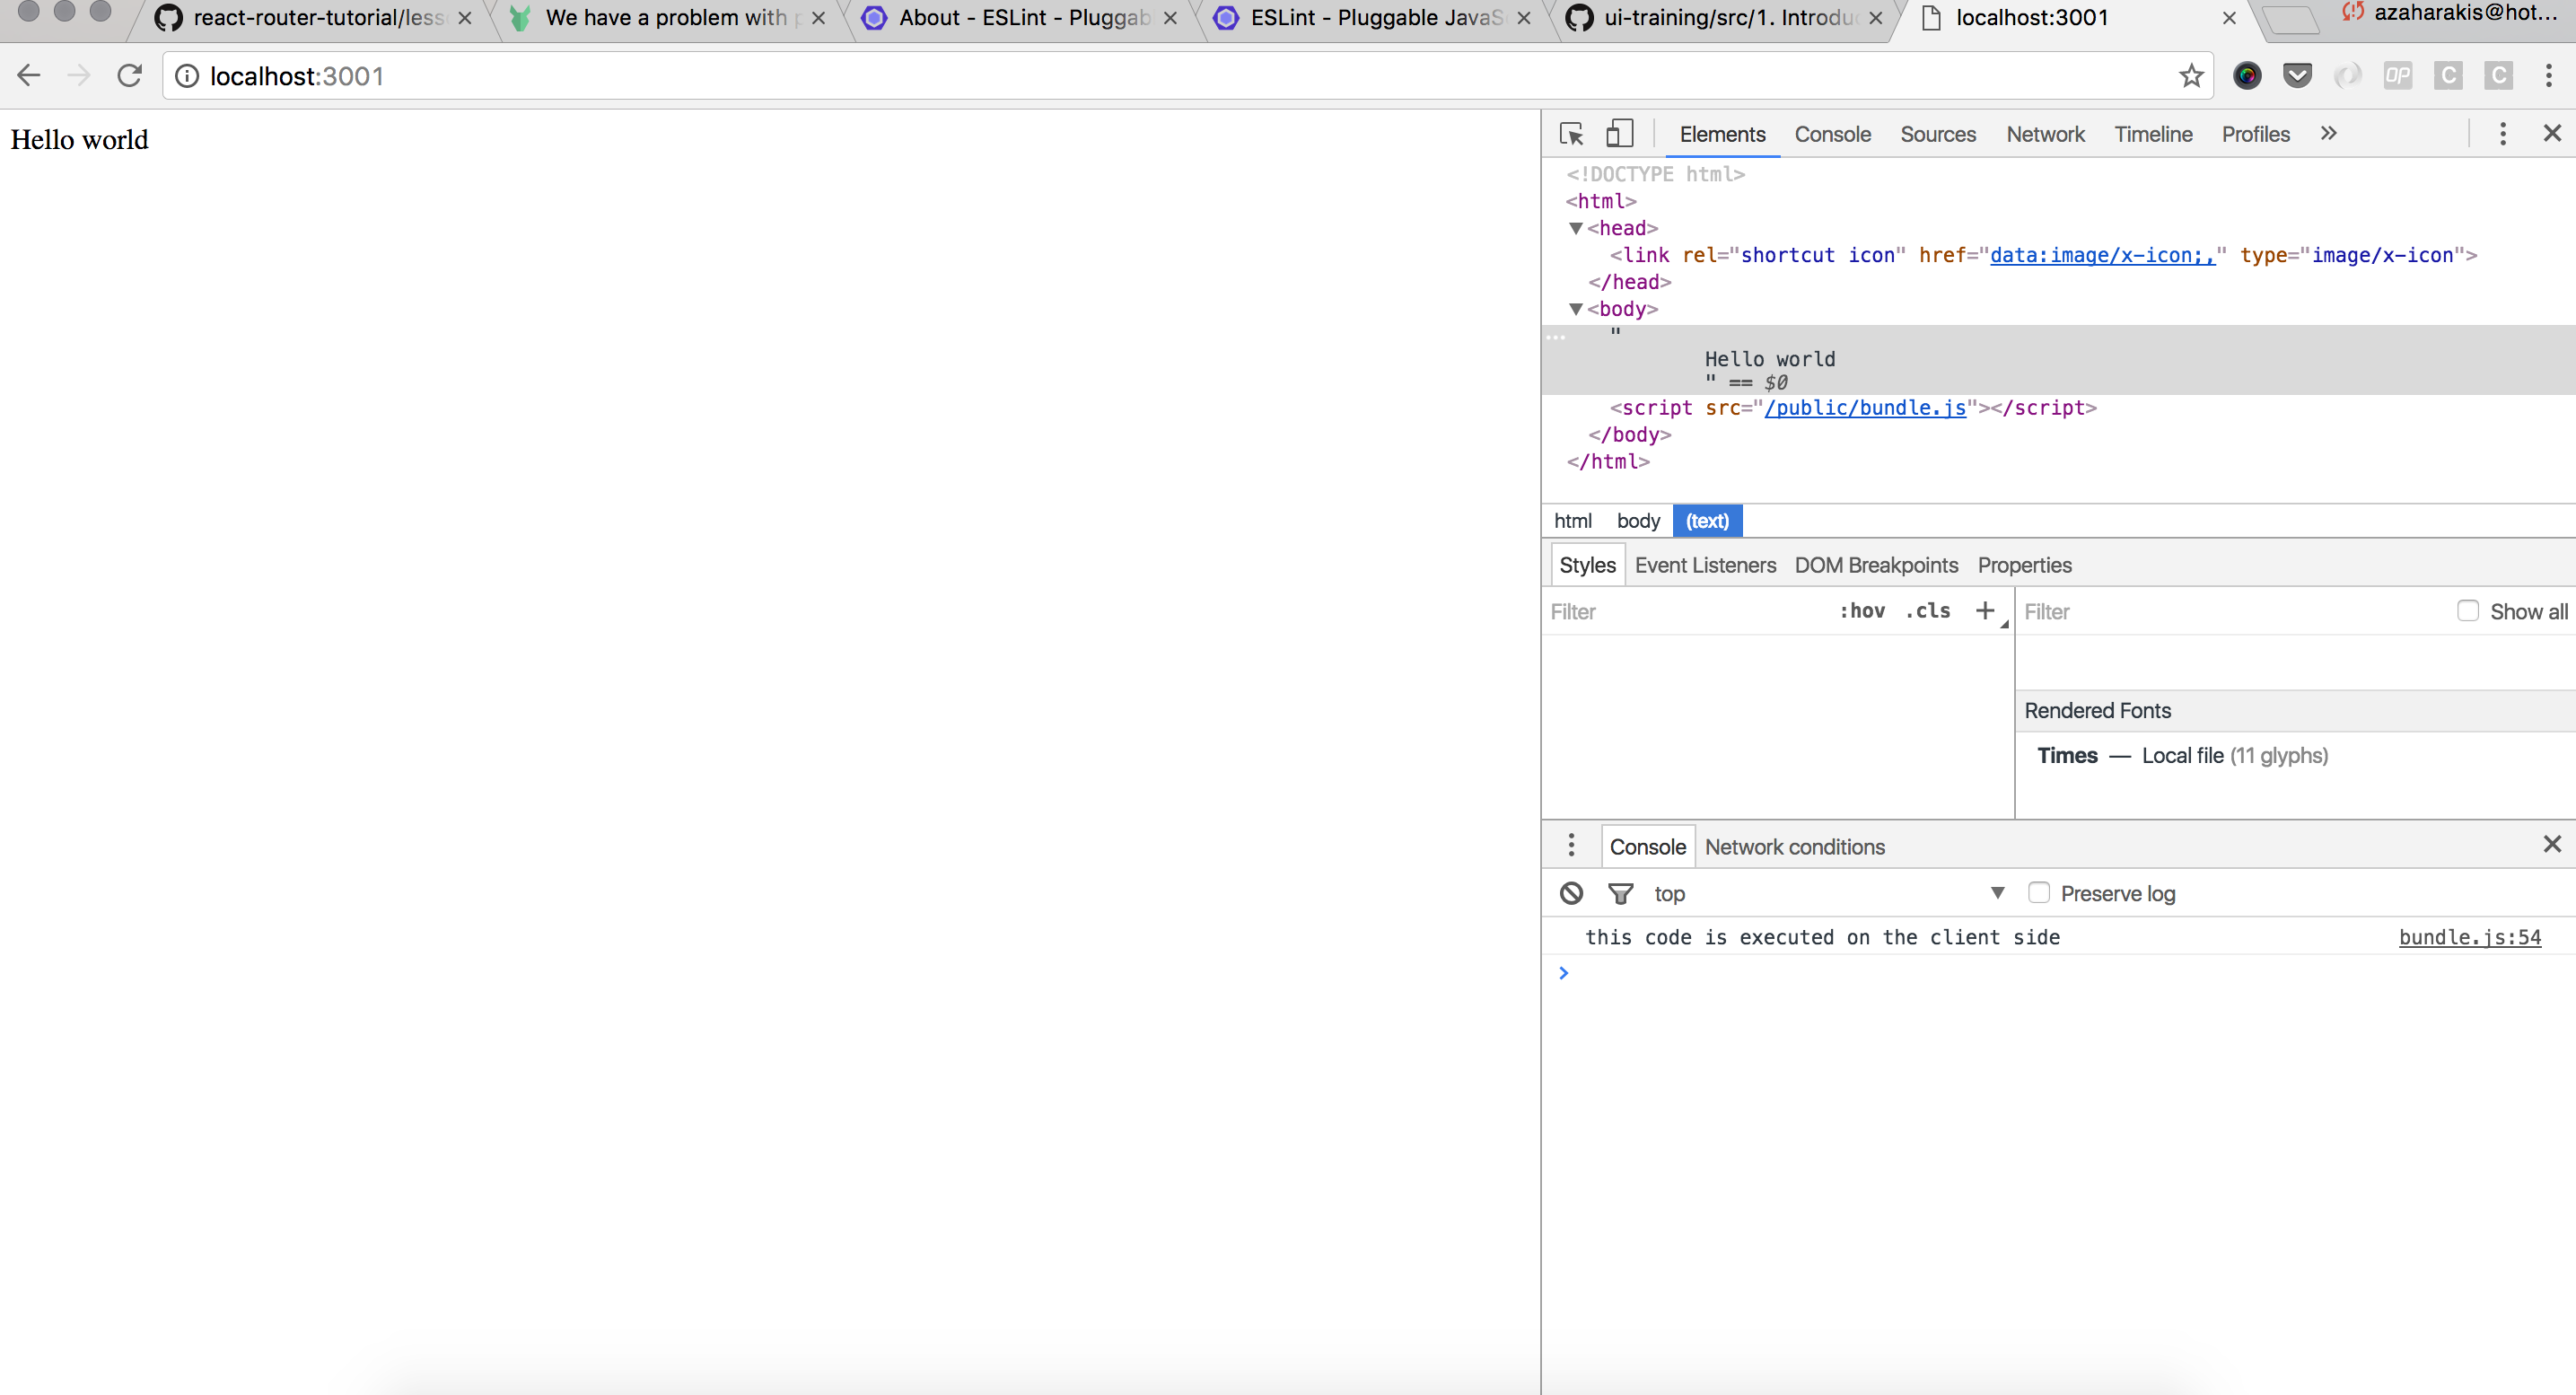 react-router-tutorial/less
We have a problem with p
About - ESLint - Pluggab
ESLint - Pluggable JavaS
ui-training/src/1. Introduc
localhost:3001
azaharakis@hot...
localhost:3001
OP C C
Hello world
Elements Console Sources Network Timeline Profiles »
<!DOCTYPE html>
<html>
▼<head>
<link rel="shortcut icon" href="data:image/x-icon;," type="image/x-icon">
</head>
▼<body>
... "
Hello world
" == $0
<script src="/public/bundle.js"></script>
</body>
</html>
html body (text)
Styles Event Listeners DOM Breakpoints Properties
Filter :hov .cls + Filter Show all
Rendered Fonts
Times — Local file (11 glyphs)
Console Network conditions
top ▼ Preserve log
this code is executed on the client side bundle.js:54
>